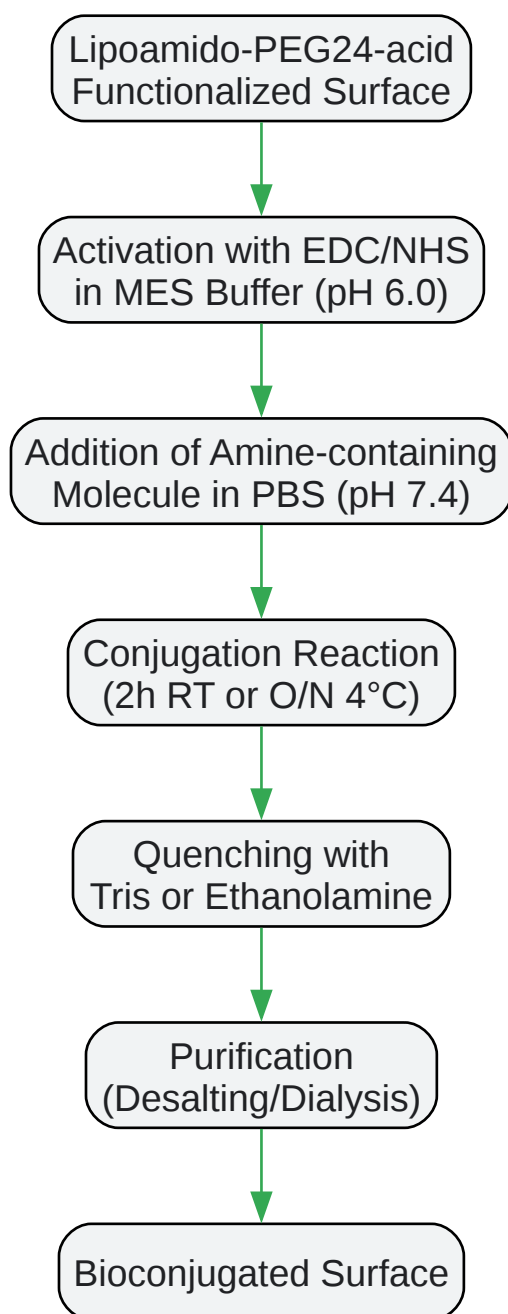 Lipoamido-PEG24-acid
Functionalized Surface
Activation with EDC/NHS
in MES Buffer (pH 6.0)
Addition of Amine-containing
Molecule in PBS (pH 7.4)
Conjugation Reaction
(2h RT or O/N 4°C)
Quenching with
Tris or Ethanolamine
Purification
(Desalting/Dialysis)
Bioconjugated Surface